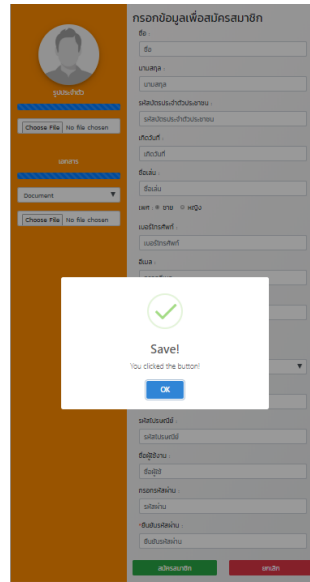 กรอกข้อมูลเพื่อสมัครสมาชิก
ชื่อ :
ชื่อ
นามสกุล :
นามสกุล
รูปประจำตัว
รหัสบัตรประจำตัวประชาชน :
Choose File No file chosen
รหัสบัตรประจำตัวประชาชน
เกิดวันที่ :
เกิดวันที่
เอกสาร
ชื่อเล่น :
Document
ชื่อเล่น
เพศ : ชาย หญิง
Choose File No file chosen
เบอร์โทรศัพท์ :
เบอร์โทรศัพท์
อีเมล :
Save!
You clicked the button!
OK
รหัสไปรษณีย์ :
รหัสไปรษณีย์
ชื่อผู้ใช้งาน :
ชื่อผู้ใช้
กรอกรหัสผ่าน :
รหัสผ่าน
*ยืนยันรหัสผ่าน :
ยืนยันรหัสผ่าน
สมัครสมาชิก ยกเลิก